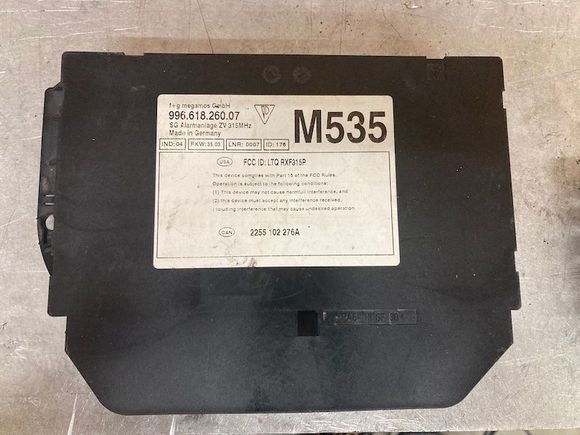 f+g megamos GmbH
996.618.260.07
SG Alarmanlage ZV 315MHz
Made in Germany
M535
IND: 04 FKW: 35.03 LNR: 0007 ID: 176
USA FCC ID: LTQ RXF315P
This device complies with Part 15 of the FCC Rules.
Operation is subject to the following conditions:
(1) This device may not cause harmful interference, and
(2) this device must accept any interference received,
including interference that may cause undesired operation.
CAN 2255 102 276A